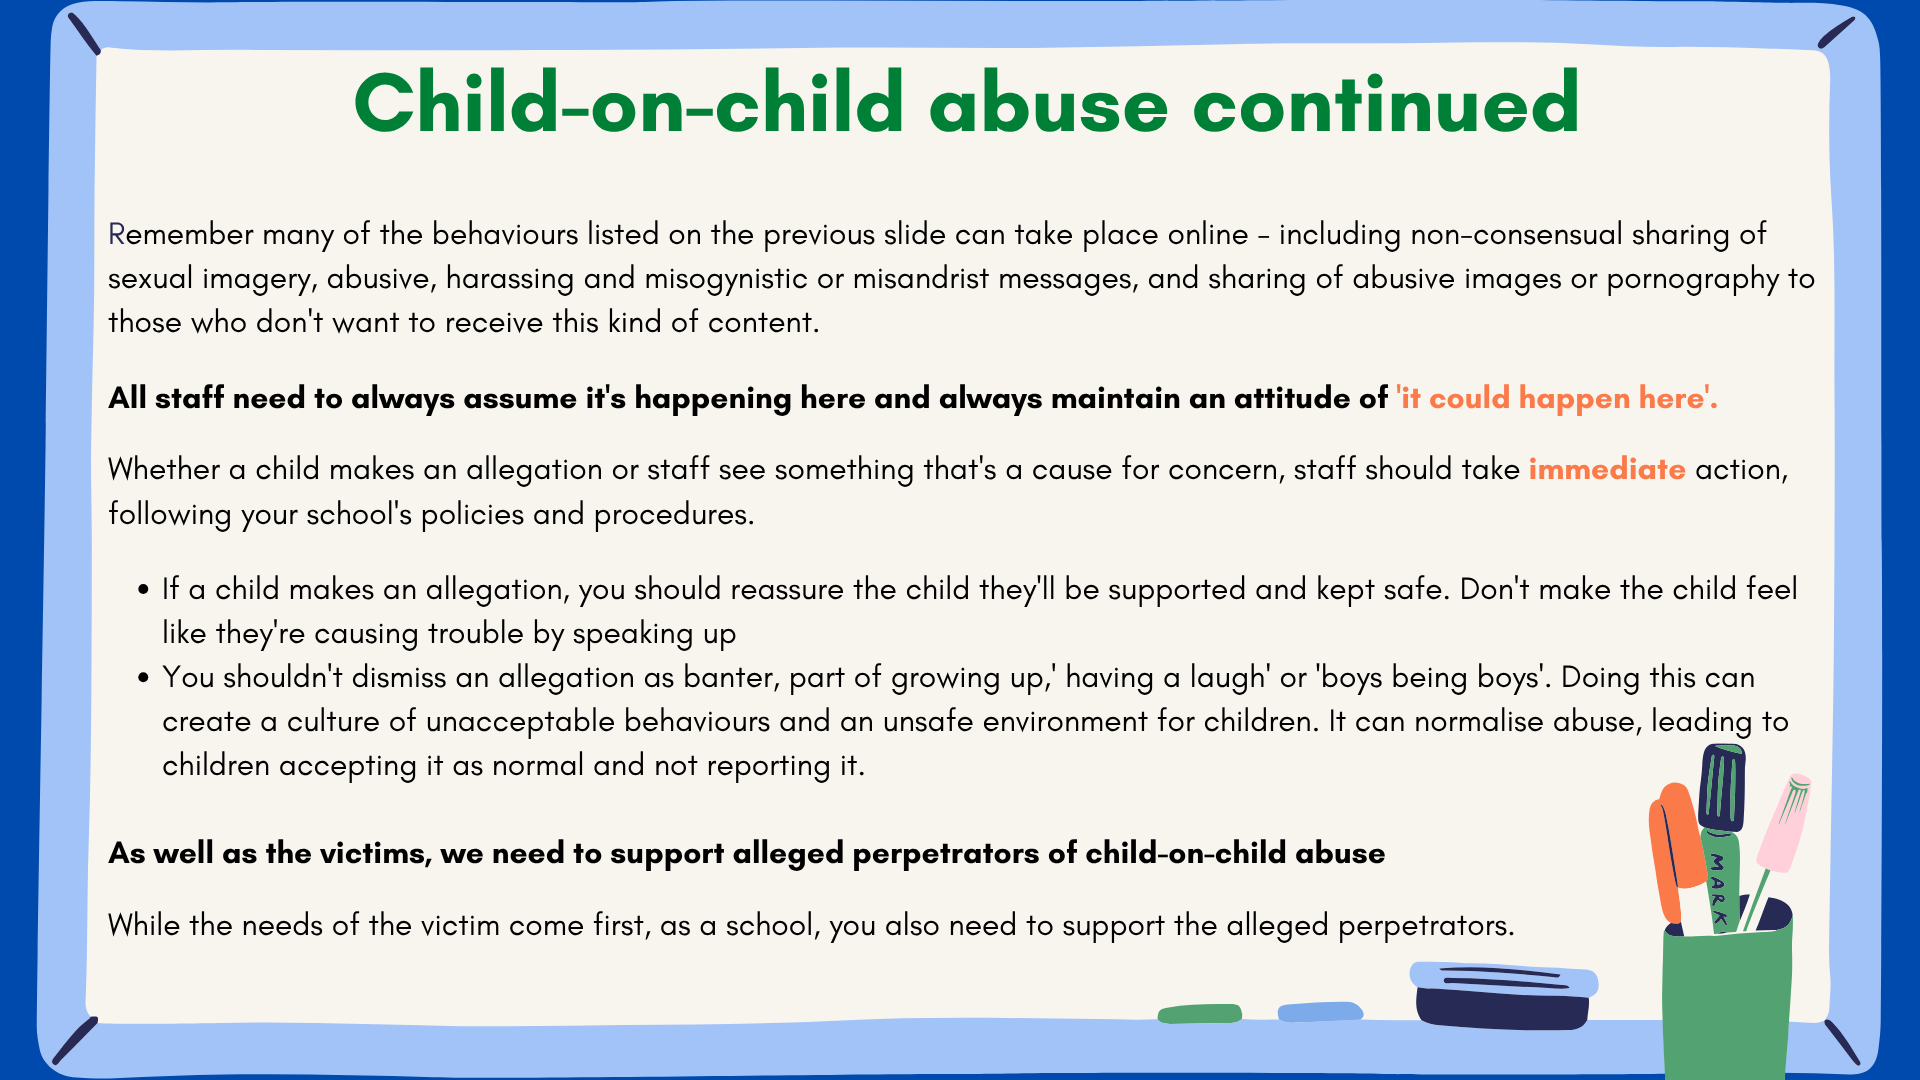 Child-on-child abuse continued
Remember many of the behaviours listed on the previous slide can take place online - including non-consensual sharing of
sexual imagery, abusive, harassing and misogynistic or misandrist messages, and sharing of abusive images or pornography to
those who don't want to receive this kind of content.
All staff need to always assume it's happening here and always maintain an attitude of 'it could happen here'.
Whether a child makes an allegation or staff see something that's a cause for concern, staff should take immediate action,
following your school's policies and procedures.
• If a child makes an allegation, you should reassure the child they'll be supported and kept safe. Don't make the child feel
like they're causing trouble by speaking up
• You shouldn't dismiss an allegation as banter, part of growing up,' having a laugh' or 'boys being boys'. Doing this can
create a culture of unacceptable behaviours and an unsafe environment for children. It can normalise abuse, leading to
children accepting it as normal and not reporting it.
As well as the victims, we need to support alleged perpetrators of child-on-child abuse
While the needs of the victim come first, as a school, you also need to support the alleged perpetrators.
MARK